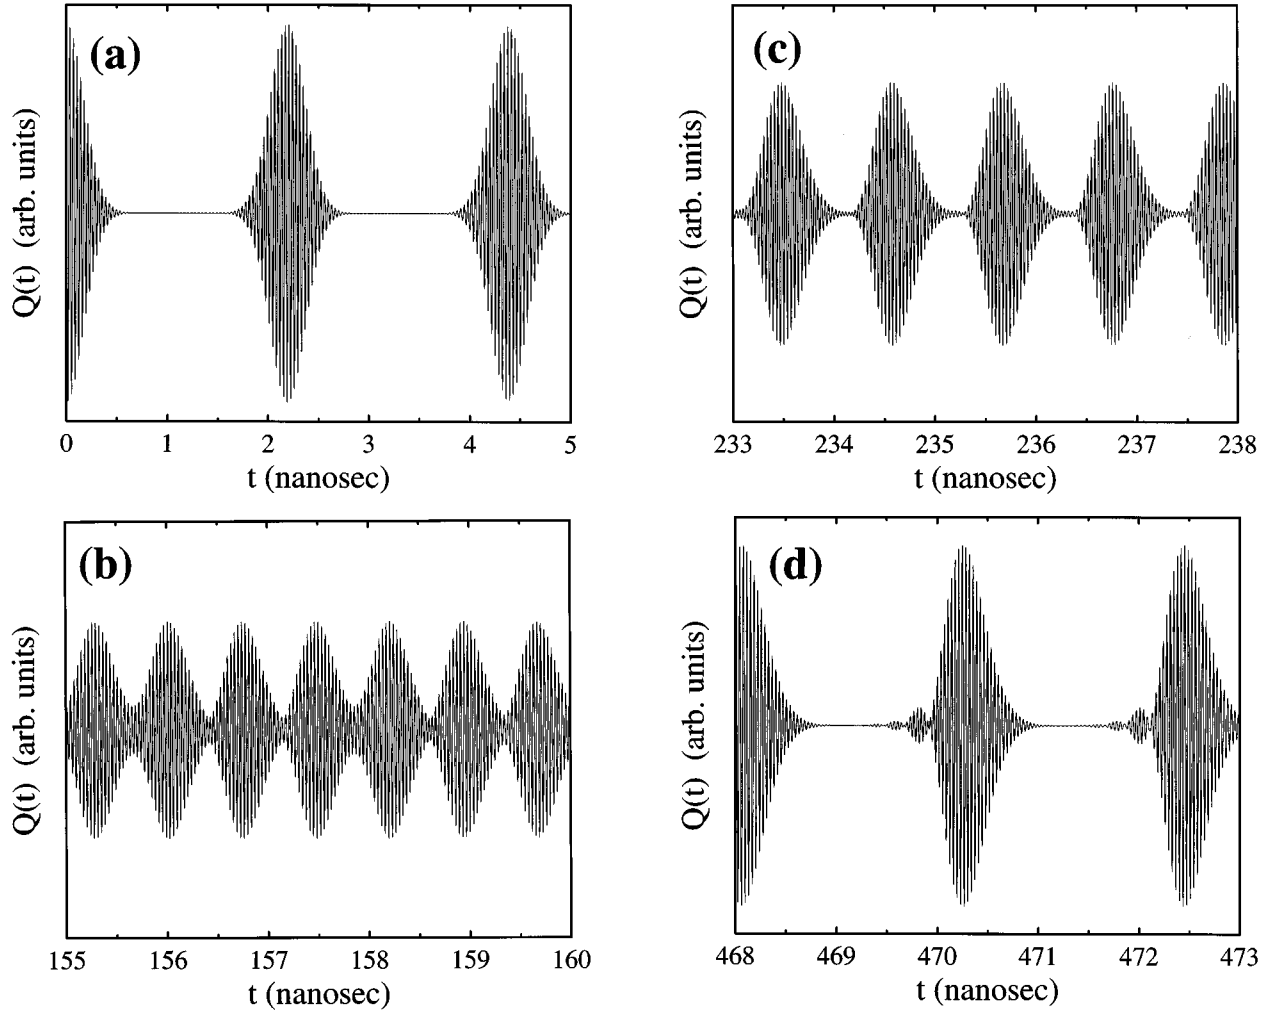 (a)
Q(t) (arb. units)
0 1 2 3 4 5
t (nanosec)
(c)
Q(t) (arb. units)
233 234 235 236 237 238
t (nanosec)
(b)
Q(t) (arb. units)
155 156 157 158 159 160
t (nanosec)
(d)
Q(t) (arb. units)
468 469 470 471 472 473
t (nanosec)